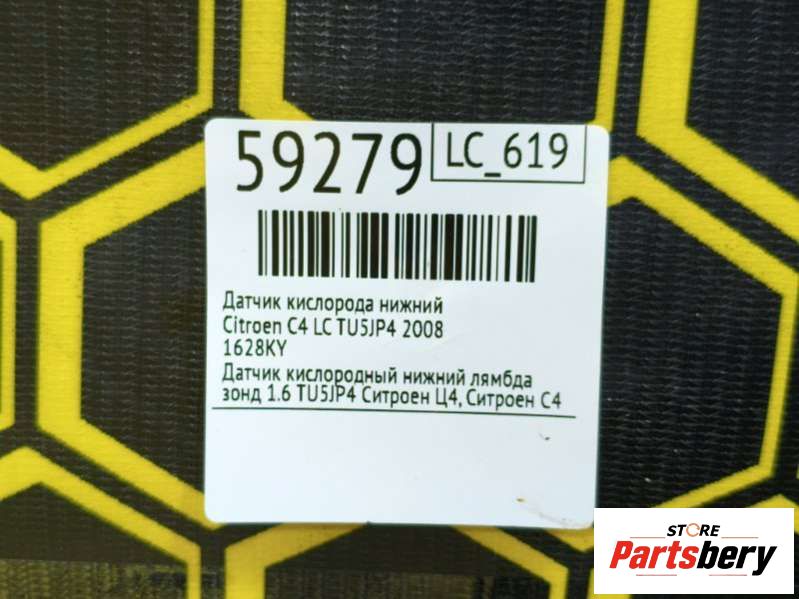 59279
LC_619
Датчик кислорода нижний
Citroen C4 LC TU5JP4 2008
1628KY
Датчик кислородный нижний лямбда
зонд 1.6 TU5JP4 Ситроен Ц4, Ситроен С4
STORE
Partsbery